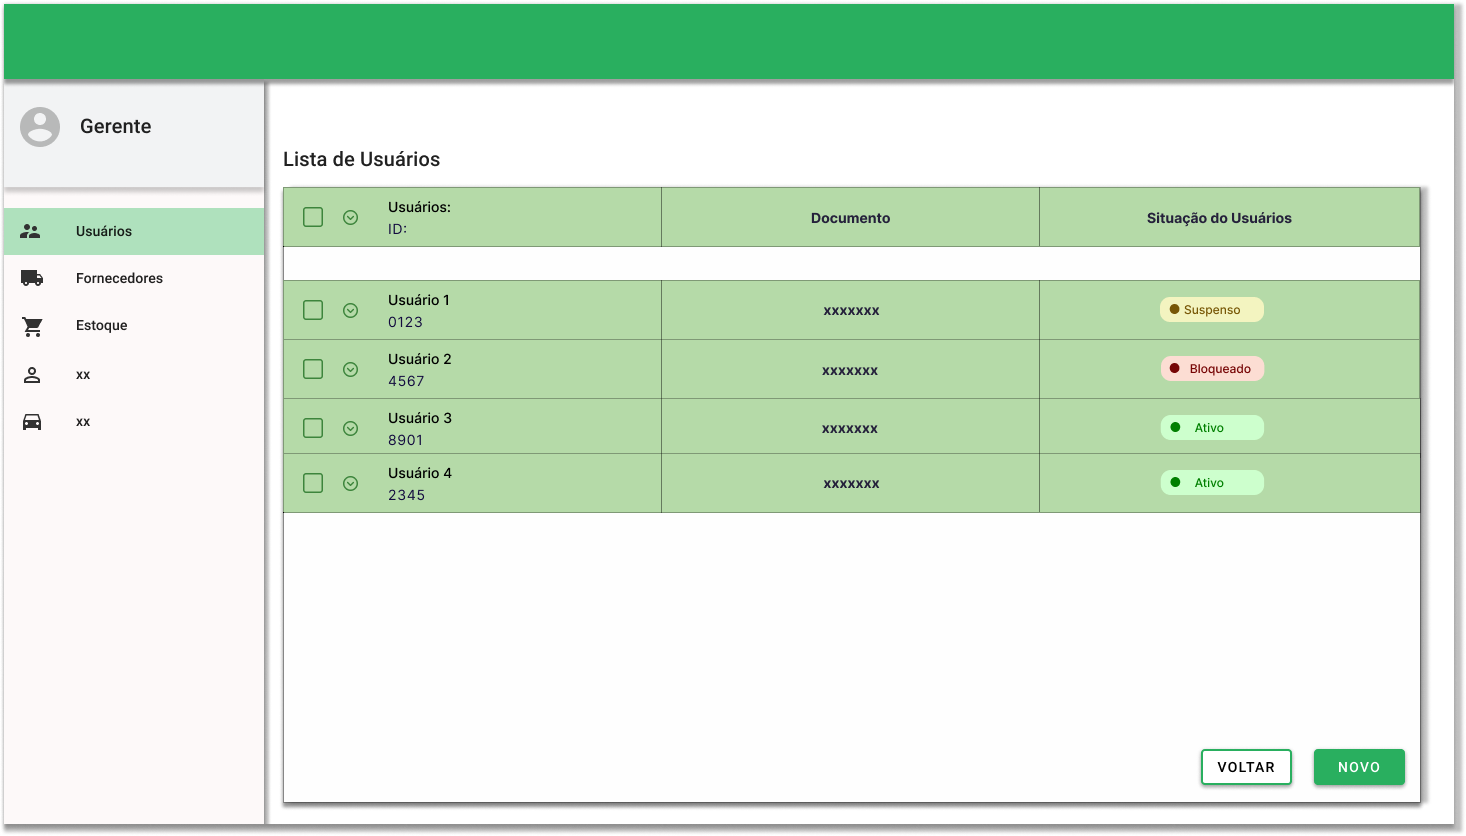 Gerente
Usuários
Fornecedores
Estoque
xx
xx
Lista de Usuários
Usuários:
ID:
Documento
Situação do Usuários
Usuário 1
0123
xxxxxxx
Suspenso
Usuário 2
4567
xxxxxxx
Bloqueado
Usuário 3
8901
xxxxxxx
Ativo
Usuário 4
2345
xxxxxxx
Ativo
VOLTAR
NOVO